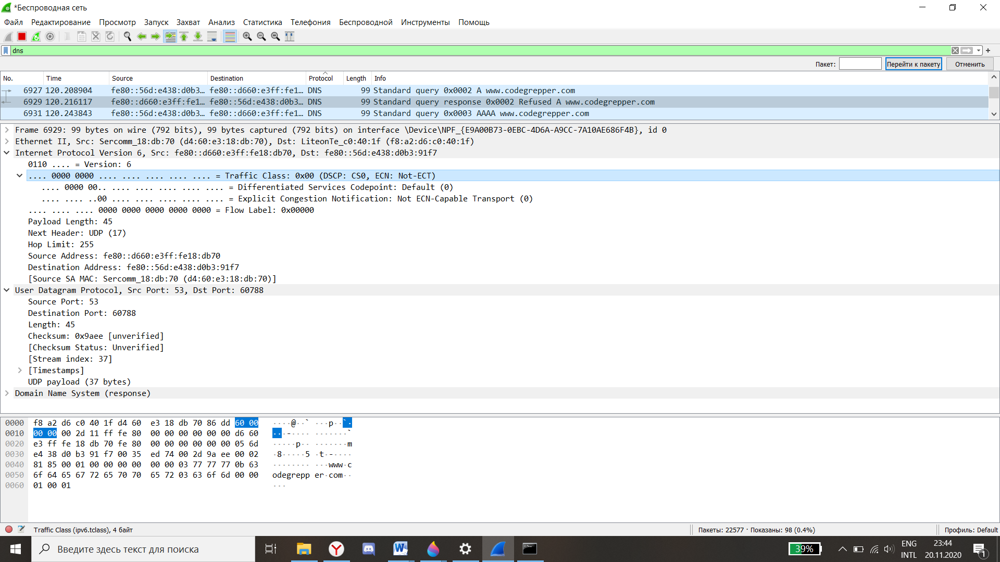 *Беспроводная сеть
Файл Редактирование Просмотр Запуск Захват Анализ Статистика Телефония Беспроводной Инструменты Помощь
dns
Пакет: Перейти к пакету Отменить
No. Time Source Destination Protocol Length Info
6927 120.208904 fe80::56d:e438:d0b3… fe80::d660:e3ff:fe1… DNS 99 Standard query 0x0002 A www.codegrepper.com
6929 120.216117 fe80::d660:e3ff:fe1… fe80::56d:e438:d0b3… DNS 99 Standard query response 0x0002 Refused A www.codegrepper.com
6931 120.243843 fe80::56d:e438:d0b3… fe80::d660:e3ff:fe1… DNS 99 Standard query 0x0003 AAAA www.codegrepper.com
Frame 6929: 99 bytes on wire (792 bits), 99 bytes captured (792 bits) on interface \Device\NPF_{E9A00B73-0EBC-4D6A-A9CC-7A10AE686F4B}, id 0
Ethernet II, Src: Sercomm_18:db:70 (d4:60:e3:18:db:70), Dst: LiteonTe_c0:40:1f (f8:a2:d6:c0:40:1f)
Internet Protocol Version 6, Src: fe80::d660:e3ff:fe18:db70, Dst: fe80::56d:e438:d0b3:91f7
0110 .... = Version: 6
.... 0000 0000 .... .... .... .... .... = Traffic Class: 0x00 (DSCP: CS0, ECN: Not-ECT)
.... 0000 00.. .... .... .... .... .... = Differentiated Services Codepoint: Default (0)
.... .... ..00 .... .... .... .... .... = Explicit Congestion Notification: Not ECN-Capable Transport (0)
.... .... .... 0000 0000 0000 0000 0000 = Flow Label: 0x00000
Payload Length: 45
Next Header: UDP (17)
Hop Limit: 255
Source Address: fe80::d660:e3ff:fe18:db70
Destination Address: fe80::56d:e438:d0b3:91f7
[Source SA MAC: Sercomm_18:db:70 (d4:60:e3:18:db:70)]
User Datagram Protocol, Src Port: 53, Dst Port: 60788
Source Port: 53
Destination Port: 60788
Length: 45
Checksum: 0x9aee [unverified]
[Checksum Status: Unverified]
[Stream index: 37]
[Timestamps]
UDP payload (37 bytes)
Domain Name System (response)
0000 f8 a2 d6 c0 40 1f d4 60 e3 18 db 70 86 dd 60 00 ····@··` ···p··`·
0010 00 00 00 2d 11 ff fe 80 00 00 00 00 00 00 d6 60 ···-···· ·······`
0020 e3 ff fe 18 db 70 fe 80 00 00 00 00 00 00 05 6d ·····p·· ·······m
0030 e4 38 d0 b3 91 f7 00 35 ed 74 00 2d 9a ee 00 02 ·8·····5 ·t·-····
0040 81 85 00 01 00 00 00 00 00 00 03 77 77 77 0b 63 ········ ···www·c
0050 6f 64 65 67 72 65 70 70 65 72 03 63 6f 6d 00 00 odegrepp er·com··
0060 01 00 01 ···
Traffic Class (ipv6.tclass), 4 байт Пакеты: 22577 · Показаны: 98 (0.4%) Профиль: Default
Введите здесь текст для поиска 39% ENG 23:44
INTL 20.11.2020 1